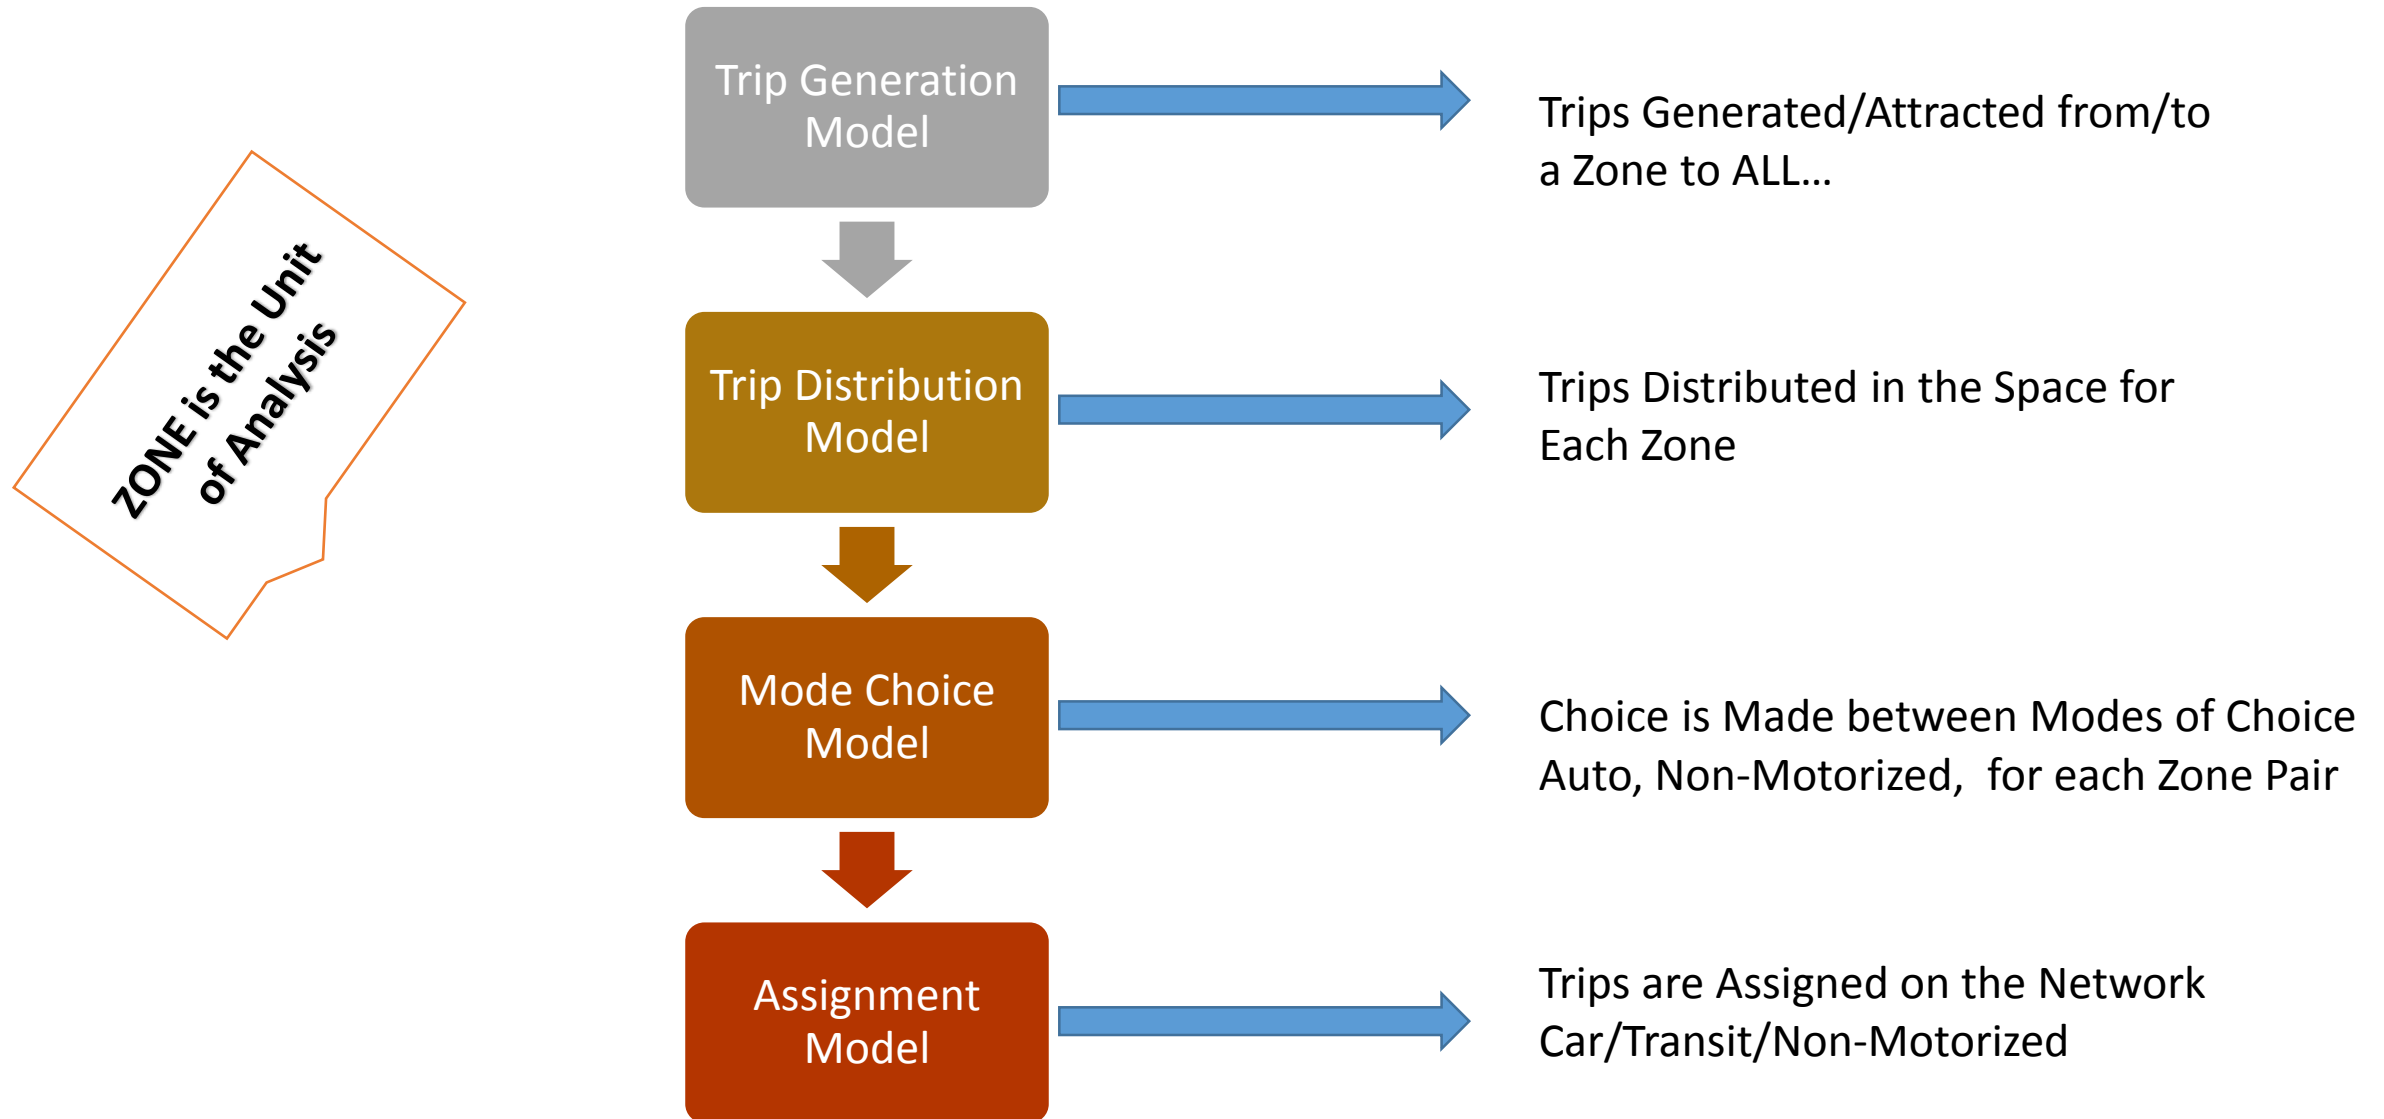 ZONE is the Unit
of Analysis
Trip Generation
Model
Trips Generated/Attracted from/to
a Zone to ALL…
Trip Distribution
Model
Trips Distributed in the Space for
Each Zone
Mode Choice
Model
Choice is Made between Modes of Choice
Auto, Non-Motorized,  for each Zone Pair
Assignment
Model
Trips are Assigned on the Network
Car/Transit/Non-Motorized